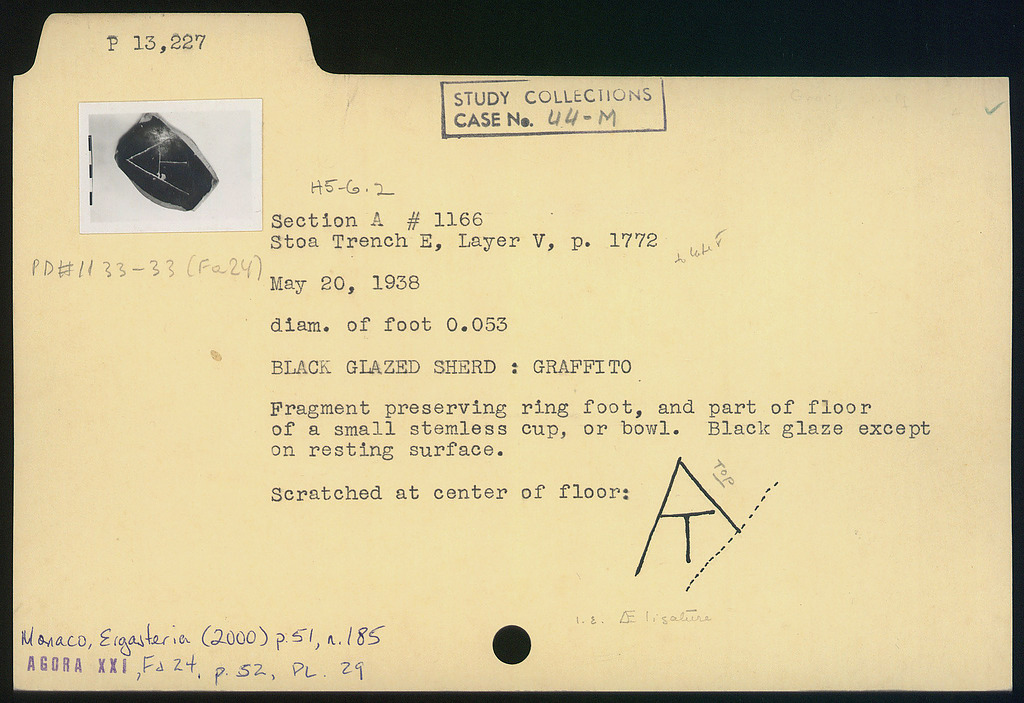 P 13,227
STUDY COLLECTIONS
CASE No. 44-M
H5-6.2
Section A # 1166
Stoa Trench E, Layer V, p. 1772
PD#1133-33 (Fa24)
May 20, 1938
diam. of foot 0.053
BLACK GLAZED SHERD : GRAFFITO
Fragment preserving ring foot, and part of floor
of a small stemless cup, or bowl. Black glaze except
on resting surface.
TOP
Scratched at center of floor:
i.e. Æ ligature
Monaco, Ergasteria (2000) p.51, n.185
AGORA XXI, Fa 24, p. 52, PL. 29